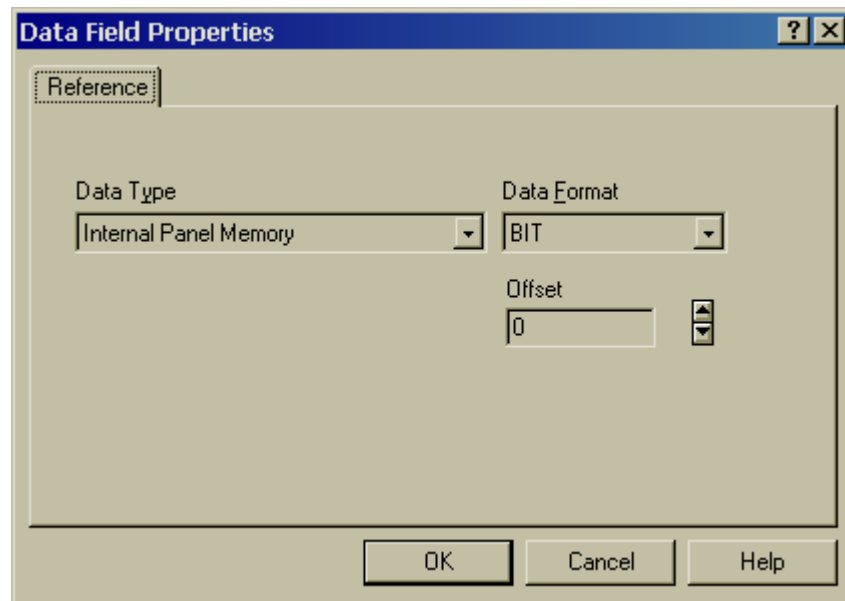 Data Field Properties
Reference
Data Type
Data Format
Internal Panel Memory
BIT
Offset
0
OK
Cancel
Help